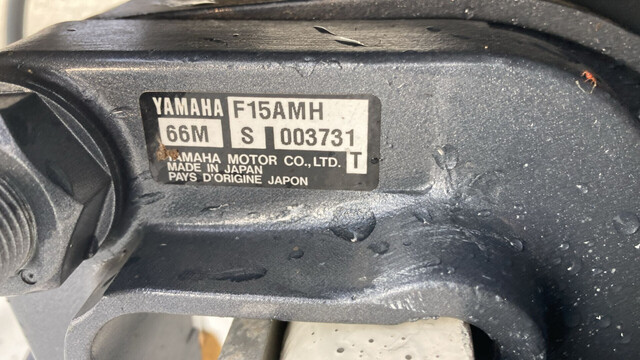 YAMAHA F15AMH
66M S 003731
YAMAHA MOTOR CO., LTD. T
MADE IN JAPAN
PAYS D'ORIGINE JAPON